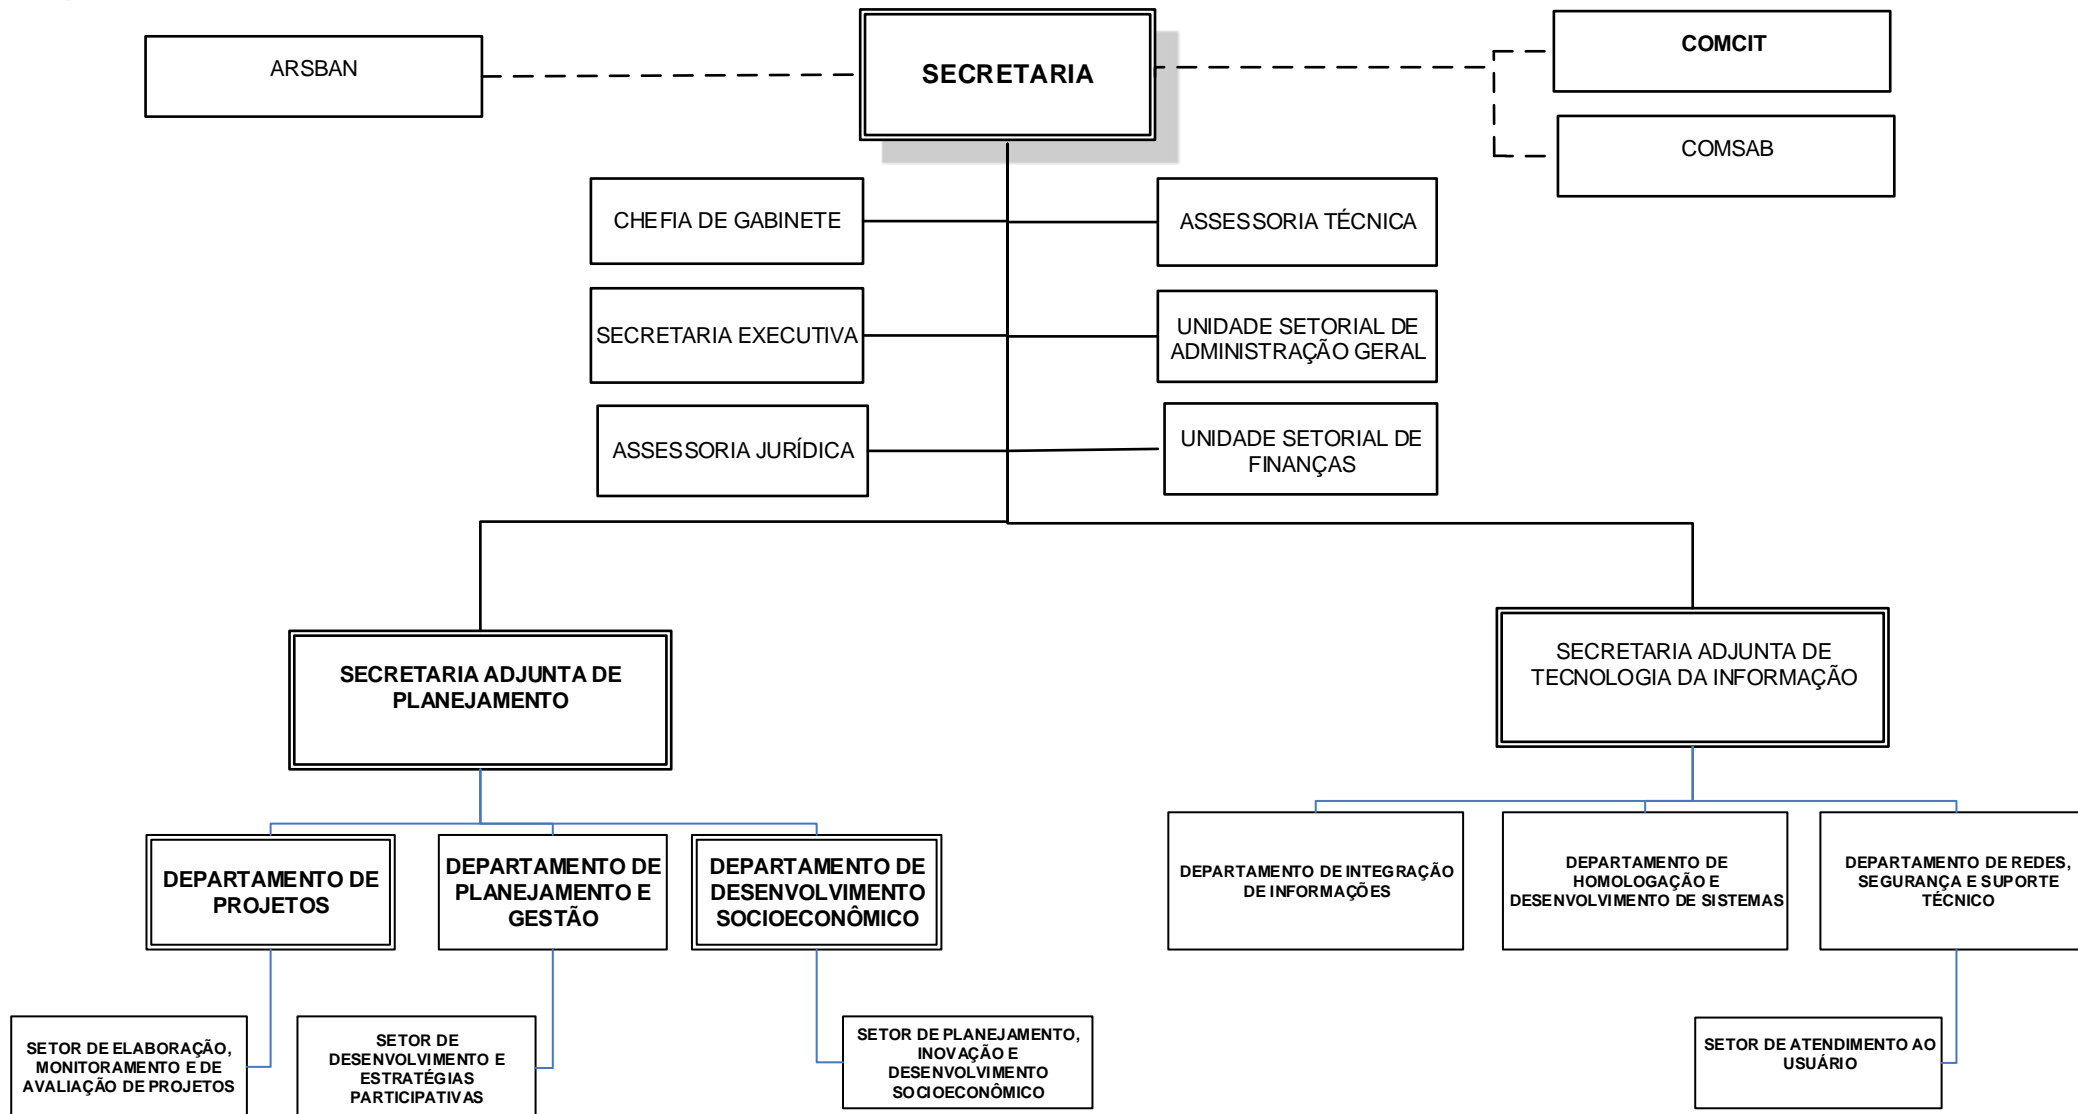 ARSBAN
SECRETARIA
COMCIT
COMSAB
CHEFIA DE GABINETE
ASSESSORIA TÉCNICA
SECRETARIA EXECUTIVA
UNIDADE SETORIAL DE
ADMINISTRAÇÃO GERAL
ASSESSORIA JURÍDICA
UNIDADE SETORIAL DE
FINANÇAS
SECRETARIA ADJUNTA DE
PLANEJAMENTO
SECRETARIA ADJUNTA DE
TECNOLOGIA DA INFORMAÇÃO
DEPARTAMENTO DE
PROJETOS
DEPARTAMENTO DE
PLANEJAMENTO E
GESTÃO
DEPARTAMENTO DE
DESENVOLVIMENTO
SOCIOECONÔMICO
DEPARTAMENTO DE INTEGRAÇÃO
DE INFORMAÇÕES
DEPARTAMENTO DE
HOMOLOGAÇÃO E
DESENVOLVIMENTO DE SISTEMAS
DEPARTAMENTO DE REDES,
SEGURANÇA E SUPORTE
TÉCNICO
SETOR DE ELABORAÇÃO,
MONITORAMENTO E DE
AVALIAÇÃO DE PROJETOS
SETOR DE
DESENVOLVIMENTO E
ESTRATÉGIAS
PARTICIPATIVAS
SETOR DE PLANEJAMENTO,
INOVAÇÃO E
DESENVOLVIMENTO
SOCIOECONÔMICO
SETOR DE ATENDIMENTO AO
USUÁRIO